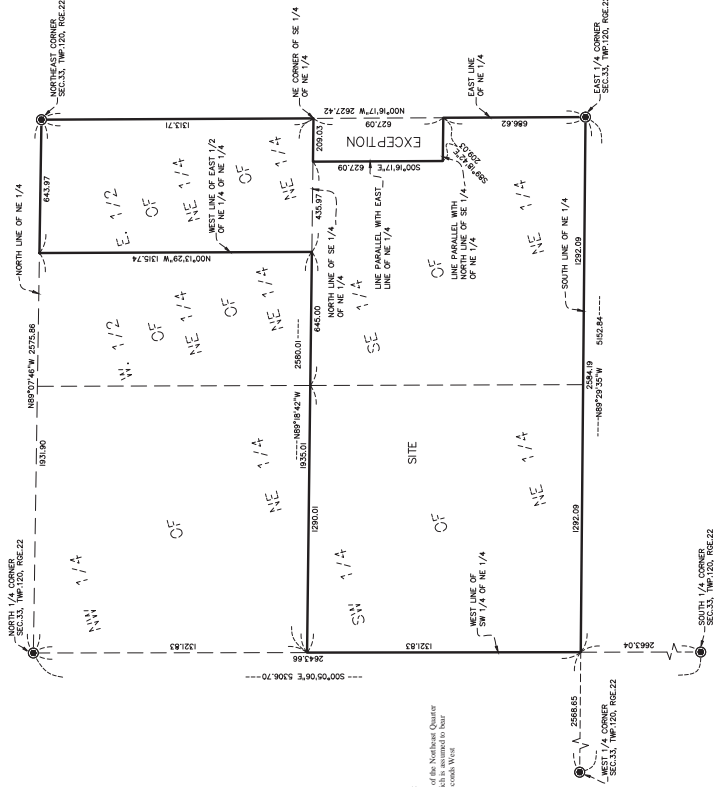 NORTH 1/4 CORNER
SEC.33, TWP.120, RGE.22
NORTH LINE OF NE 1/4
NORTHEAST CORNER
SEC.33, TWP.120, RGE.22
N89°07'46"W 2575.86
1931.90
643.97
NW 1/4
OF
NE 1/4
W. 1/2
OF
NE 1/4
OF
NE 1/4
E. 1/2
OF
NE 1/4
OF
NE 1/4
1321.83
N00°13'29"W 1315.74
WEST LINE OF EAST 1/2
OF NE 1/4 OF NE 1/4
1313.71
NE CORNER OF SE 1/4
OF NE 1/4
2643.66
S00°05'06"E 5306.70
N89°18'42"W
2580.01
1935.01
1290.01
645.00
435.97
209.03
NORTH LINE OF SE 1/4
OF NE 1/4
N00°16'17"W 2627.42
627.09
EXCEPTION
S00°16'17"E
627.09
LINE PARALLEL WITH EAST
LINE OF NE 1/4
LINE PARALLEL WITH
NORTH LINE OF SE 1/4
OF NE 1/4
S89°18'42"E
209.03
EAST LINE
OF NE 1/4
686.62
EAST 1/4 CORNER
SEC.33, TWP.120, RGE.22
SW 1/4
OF
NE 1/4
SITE
SE 1/4
OF
NE 1/4
WEST LINE OF
SW 1/4 OF NE 1/4
1321.83
1292.09
1292.09
SOUTH LINE OF NE 1/4
2584.19
N89°29'35"W
5152.84
2568.65
WEST 1/4 CORNER
SEC.33, TWP.120, RGE.22
2663.04
SOUTH 1/4 CORNER
SEC.33, TWP.120, RGE.22
of the Northeast Quarter
ich is assumed to bear
conds West